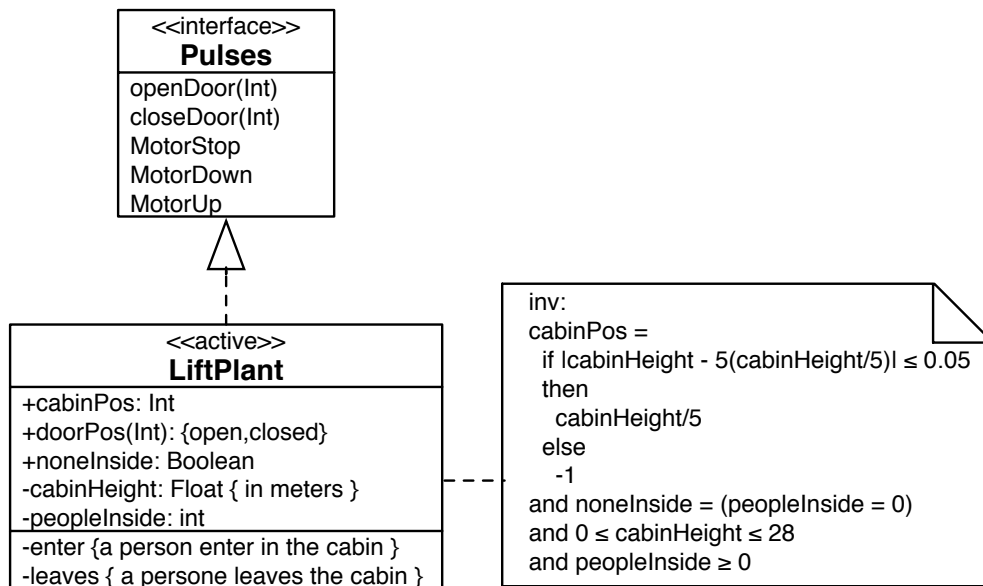 <<interface>>
Pulses
openDoor(Int)
closeDoor(Int)
MotorStop
MotorDown
MotorUp
<<active>>
LiftPlant
+cabinPos: Int
+doorPos(Int): {open,closed}
+noneInside: Boolean
-cabinHeight: Float { in meters }
-peopleInside: int
-enter {a person enter in the cabin }
-leaves { a persone leaves the cabin }
inv:
cabinPos =
if |cabinHeight - 5(cabinHeight/5)| ≤ 0.05
then
cabinHeight/5
else
-1
and noneInside = (peopleInside = 0)
and 0 ≤ cabinHeight ≤ 28
and peopleInside ≥ 0